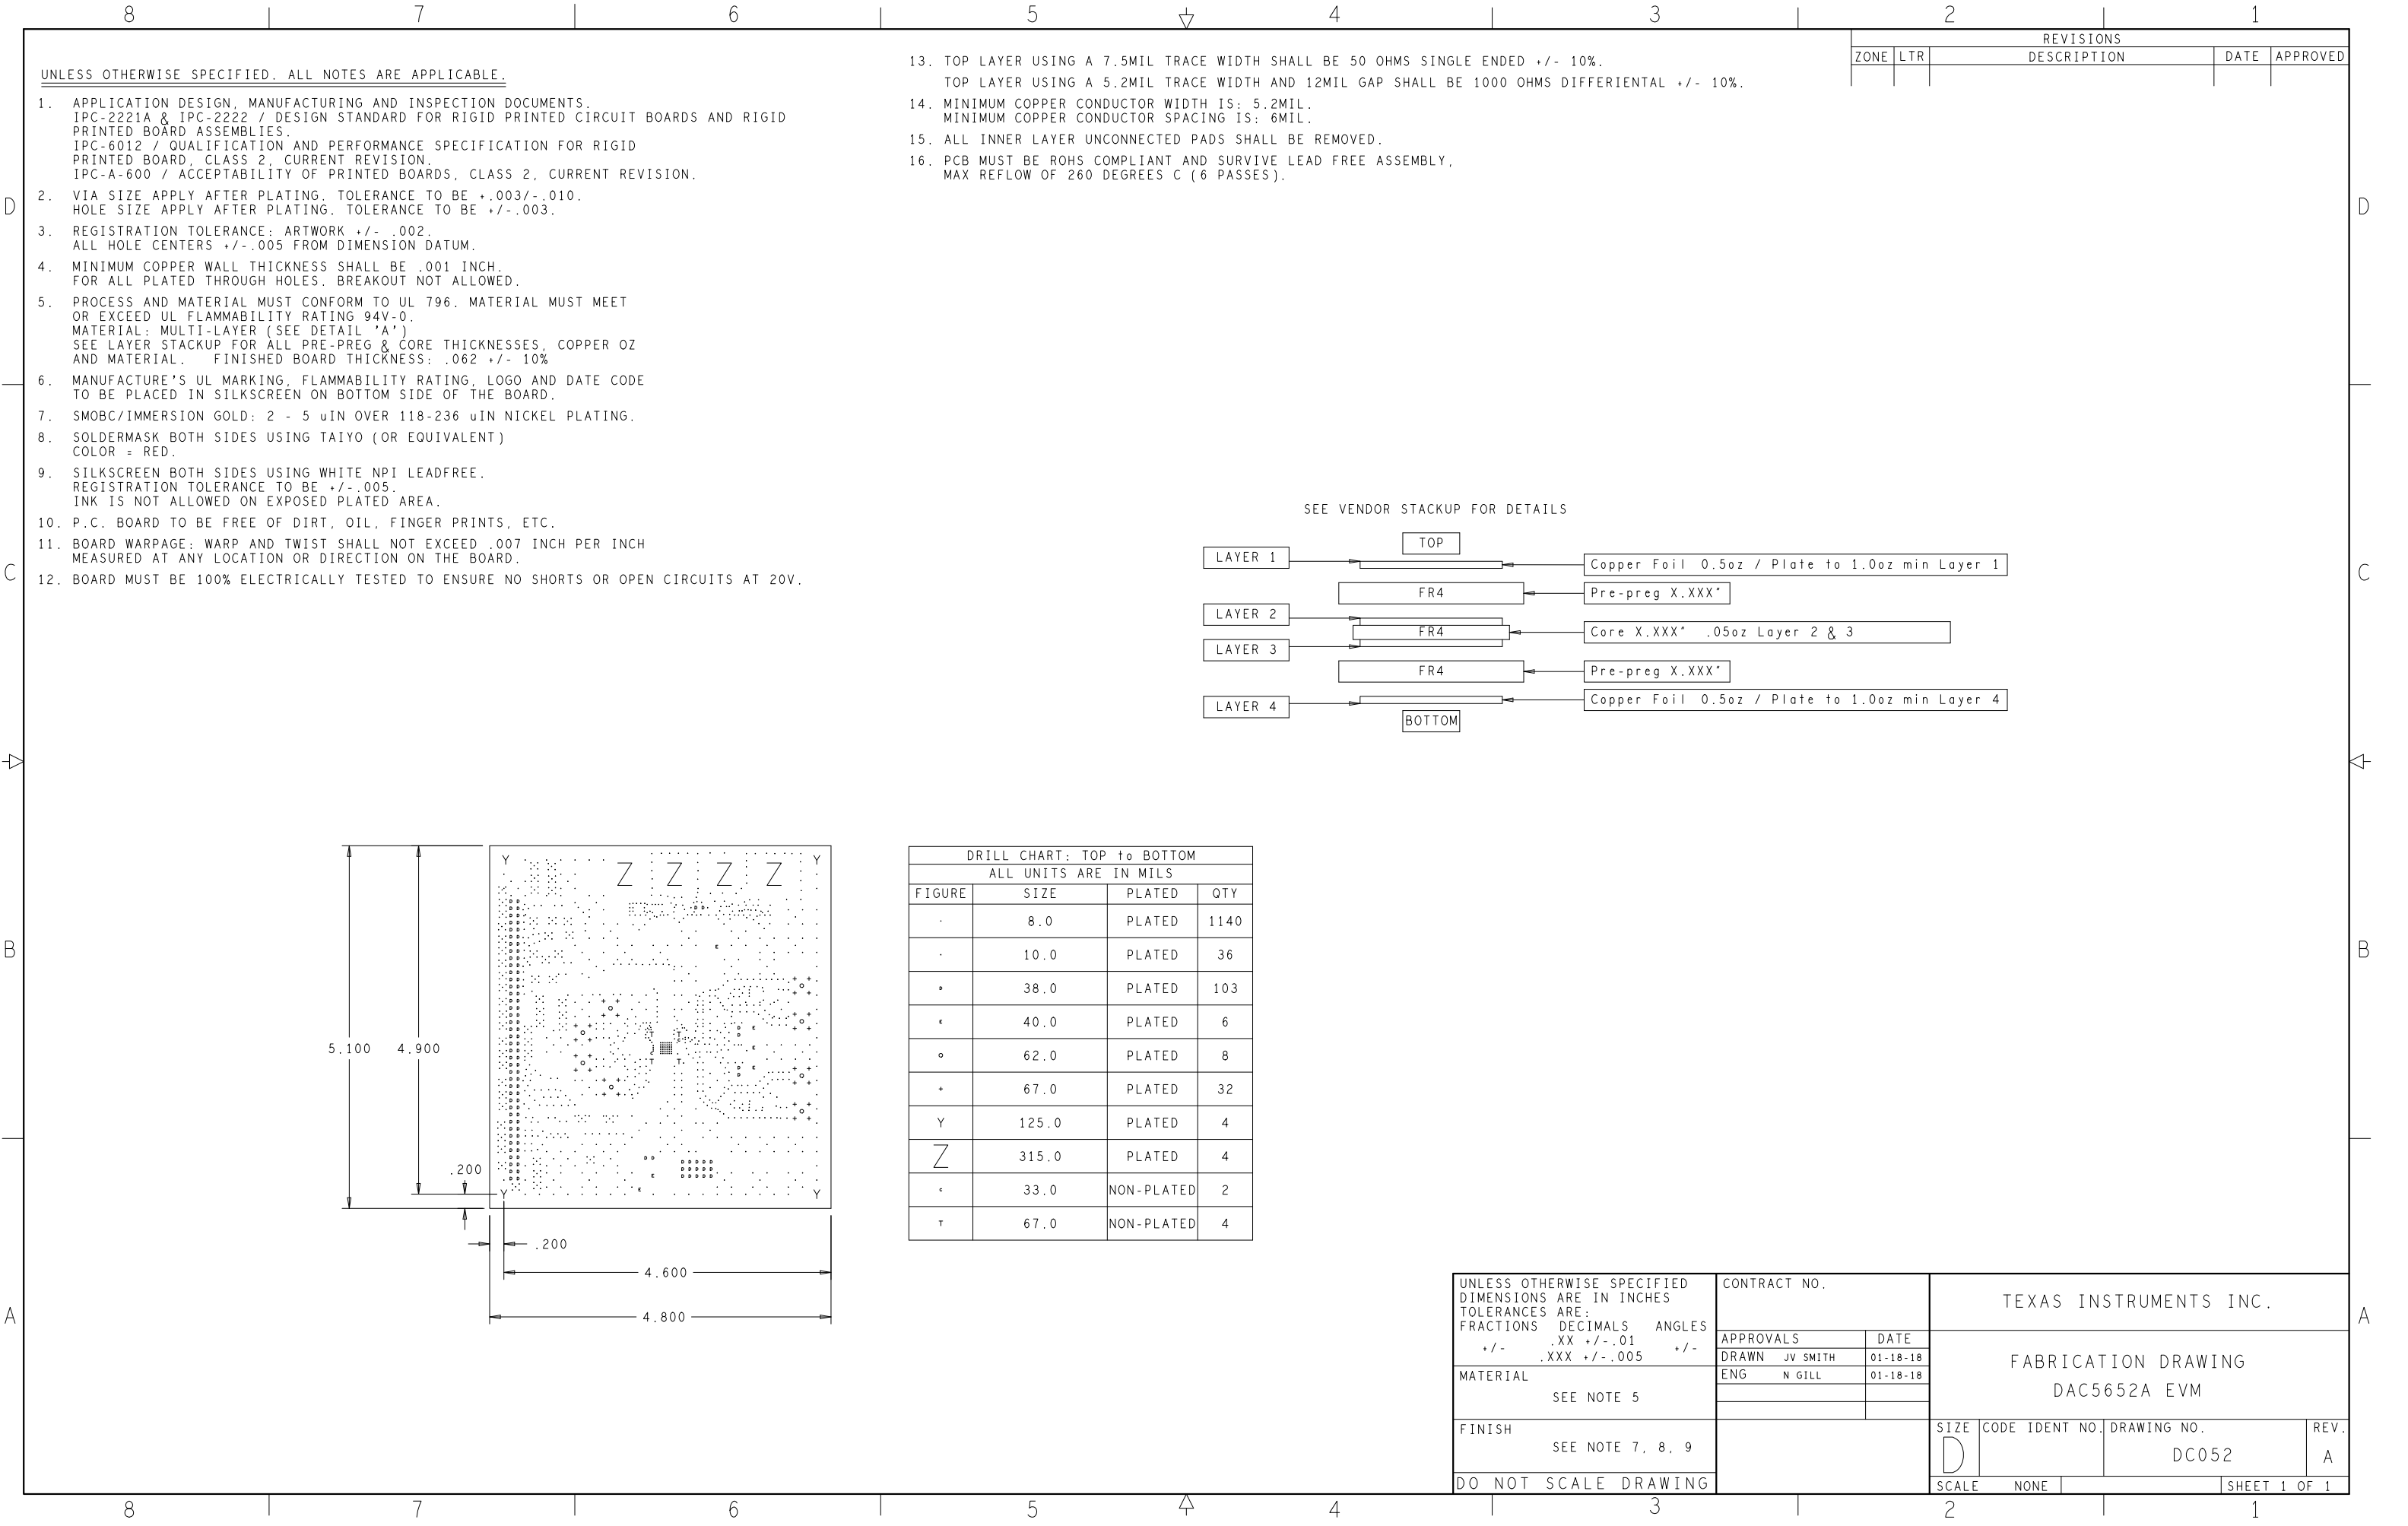 8 7 6 5 4 3 2 1
UNLESS OTHERWISE SPECIFIED. ALL NOTES ARE APPLICABLE.
1. APPLICATION DESIGN, MANUFACTURING AND INSPECTION DOCUMENTS.
IPC-2221A & IPC-2222 / DESIGN STANDARD FOR RIGID PRINTED CIRCUIT BOARDS AND RIGID
PRINTED BOARD ASSEMBLIES.
IPC-6012 / QUALIFICATION AND PERFORMANCE SPECIFICATION FOR RIGID
PRINTED BOARD, CLASS 2, CURRENT REVISION.
IPC-A-600 / ACCEPTABILITY OF PRINTED BOARDS, CLASS 2, CURRENT REVISION.
2. VIA SIZE APPLY AFTER PLATING. TOLERANCE TO BE +.003/-.010.
HOLE SIZE APPLY AFTER PLATING. TOLERANCE TO BE +/-.003.
3. REGISTRATION TOLERANCE: ARTWORK +/- .002.
ALL HOLE CENTERS +/-.005 FROM DIMENSION DATUM.
4. MINIMUM COPPER WALL THICKNESS SHALL BE .001 INCH.
FOR ALL PLATED THROUGH HOLES. BREAKOUT NOT ALLOWED.
5. PROCESS AND MATERIAL MUST CONFORM TO UL 796. MATERIAL MUST MEET
OR EXCEED UL FLAMMABILITY RATING 94V-0.
MATERIAL: MULTI-LAYER (SEE DETAIL 'A')
SEE LAYER STACKUP FOR ALL PRE-PREG & CORE THICKNESSES, COPPER OZ
AND MATERIAL. FINISHED BOARD THICKNESS: .062 +/- 10%
6. MANUFACTURE'S UL MARKING, FLAMMABILITY RATING, LOGO AND DATE CODE
TO BE PLACED IN SILKSCREEN ON BOTTOM SIDE OF THE BOARD.
7. SMOBC/IMMERSION GOLD: 2 - 5 uIN OVER 118-236 uIN NICKEL PLATING.
8. SOLDERMASK BOTH SIDES USING TAIYO (OR EQUIVALENT)
COLOR = RED.
9. SILKSCREEN BOTH SIDES USING WHITE NPI LEADFREE.
REGISTRATION TOLERANCE TO BE +/-.005.
INK IS NOT ALLOWED ON EXPOSED PLATED AREA.
10. P.C. BOARD TO BE FREE OF DIRT, OIL, FINGER PRINTS, ETC.
11. BOARD WARPAGE: WARP AND TWIST SHALL NOT EXCEED .007 INCH PER INCH
MEASURED AT ANY LOCATION OR DIRECTION ON THE BOARD.
12. BOARD MUST BE 100% ELECTRICALLY TESTED TO ENSURE NO SHORTS OR OPEN CIRCUITS AT 20V.
13. TOP LAYER USING A 7.5MIL TRACE WIDTH SHALL BE 50 OHMS SINGLE ENDED +/- 10%.
TOP LAYER USING A 5.2MIL TRACE WIDTH AND 12MIL GAP SHALL BE 1000 OHMS DIFFERIENTAL +/- 10%.
14. MINIMUM COPPER CONDUCTOR WIDTH IS: 5.2MIL.
MINIMUM COPPER CONDUCTOR SPACING IS: 6MIL.
15. ALL INNER LAYER UNCONNECTED PADS SHALL BE REMOVED.
16. PCB MUST BE ROHS COMPLIANT AND SURVIVE LEAD FREE ASSEMBLY,
MAX REFLOW OF 260 DEGREES C (6 PASSES).
REVISIONS
ZONE LTR DESCRIPTION DATE APPROVED
D D
C C
B B
A A
SEE VENDOR STACKUP FOR DETAILS
TOP
LAYER 1 Copper Foil 0.5oz / Plate to 1.0oz min Layer 1
FR4 Pre-preg X.XXX"
LAYER 2
FR4 Core X.XXX" .05oz Layer 2 & 3
LAYER 3
FR4 Pre-preg X.XXX"
LAYER 4 Copper Foil 0.5oz / Plate to 1.0oz min Layer 4
BOTTOM
Y Z Z Z Z Y
5.100 4.900
.200
Y Y
.200
4.600
4.800
DRILL CHART: TOP to BOTTOM
ALL UNITS ARE IN MILS
FIGURE SIZE PLATED QTY
8.0 PLATED 1140
10.0 PLATED 36
38.0 PLATED 103
40.0 PLATED 6
62.0 PLATED 8
+ 67.0 PLATED 32
Y 125.0 PLATED 4
Z 315.0 PLATED 4
33.0 NON-PLATED 2
T 67.0 NON-PLATED 4
UNLESS OTHERWISE SPECIFIED
DIMENSIONS ARE IN INCHES
TOLERANCES ARE:
FRACTIONS DECIMALS ANGLES
+/- .XX +/-.01 +/-
.XXX +/-.005
MATERIAL
SEE NOTE 5
FINISH
SEE NOTE 7, 8, 9
DO NOT SCALE DRAWING
CONTRACT NO.
APPROVALS DATE
DRAWN JV SMITH 01-18-18
ENG N GILL 01-18-18
TEXAS INSTRUMENTS INC.
FABRICATION DRAWING
DAC5652A EVM
SIZE CODE IDENT NO. DRAWING NO. REV.
D DC052 A
SCALE NONE SHEET 1 OF 1
8 7 6 5 4 3 2 1